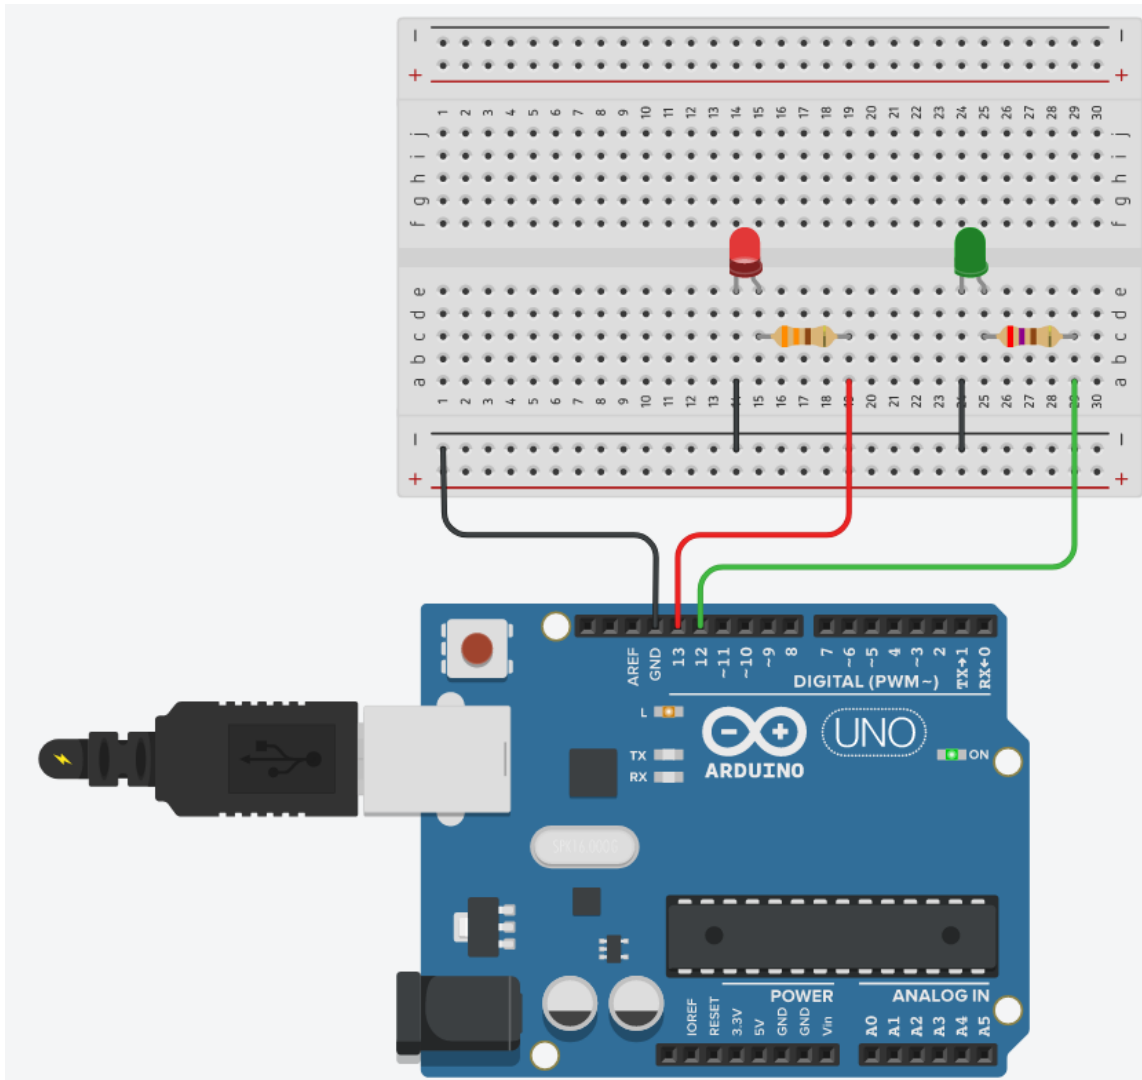 − −
+ +
1 2 3 4 5 6 7 8 9 10 11 12 13 14 15 16 17 18 19 20 21 22 23 24 25 26 27 28 29 30
j j
i i
h h
g g
f f
e e
d d
c c
b b
a a
1 2 3 4 5 6 7 8 9 10 11 12 13 15 16 17 18 20 21 22 23 25 26 27 28 30
− −
+ +
AREF GND 13 12 ~11 ~10 ~9 8 7 ~6 ~5 4 ~3 2 TX→1 RX←0
DIGITAL (PWM~)
L
TX
RX
ARDUINO
UNO
ON
POWER
ANALOG IN
IOREF RESET 3.3V 5V GND GND Vin A0 A1 A2 A3 A4 A5